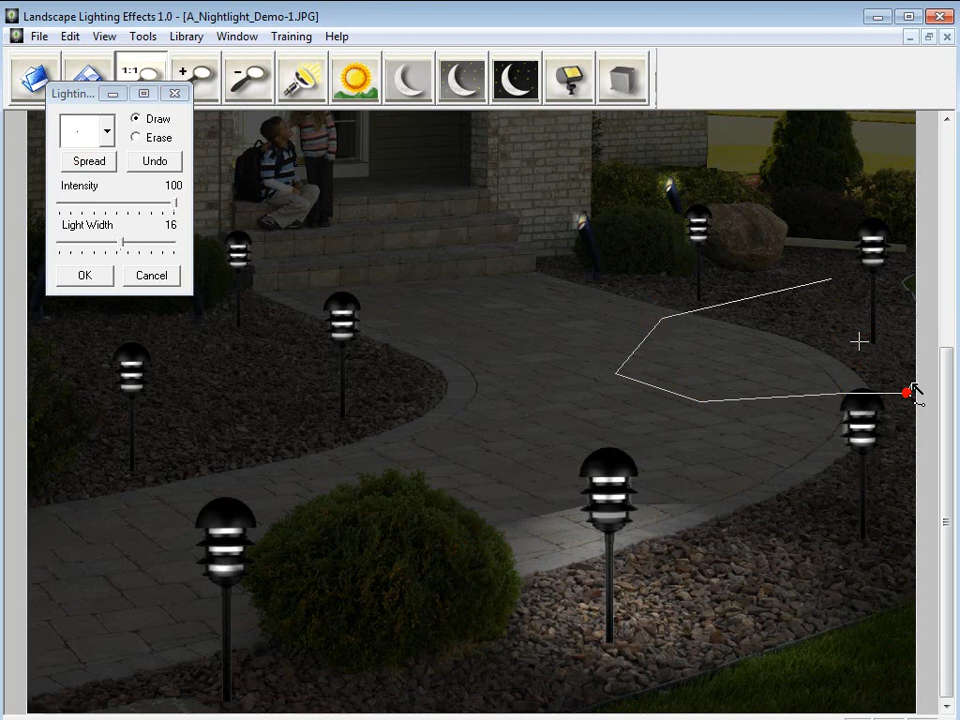 Landscape Lighting Effects 1.0 - [A_Nightlight_Demo-1.JPG]
File Edit View Tools Library Window Training Help
1:1
Lightin...
Draw
Erase
Spread Undo
Intensity 100
Light Width 16
OK Cancel